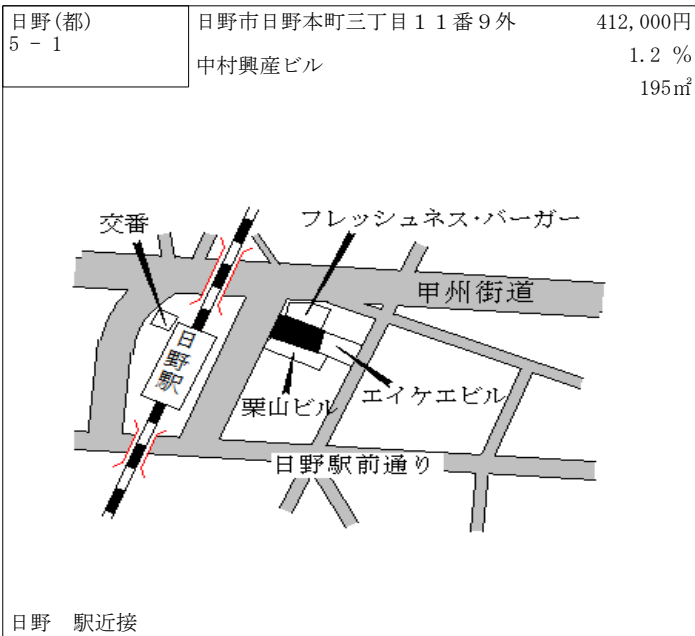 日野(都)
5 - 1
日野市日野本町三丁目１１番９外
412,000円
中村興産ビル
1.2 %
195㎡
交番
フレッシュネス・バーガー
甲州街道
日野駅
栗山ビル
エイケエビル
日野駅前通り
日野　駅近接